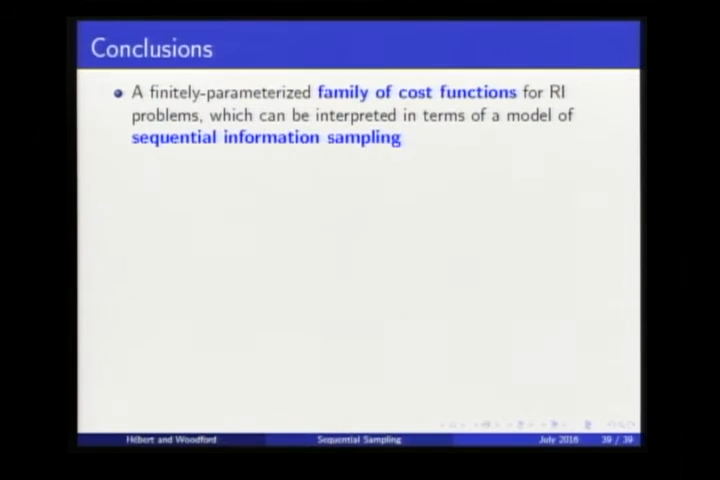 Conclusions
A finitely-parameterized family of cost functions for RI
problems, which can be interpreted in terms of a model of
sequential information sampling
Hébert and Woodford Sequential Sampling July 2016 39 / 39